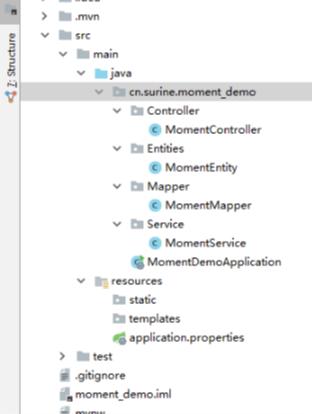 .mvn
src
main
java
cn.surine.moment_demo
Controller
MomentController
Entities
MomentEntity
Mapper
MomentMapper
Service
MomentService
MomentDemoApplication
resources
static
templates
application.properties
test
.gitignore
moment_demo.iml
Z: Structure